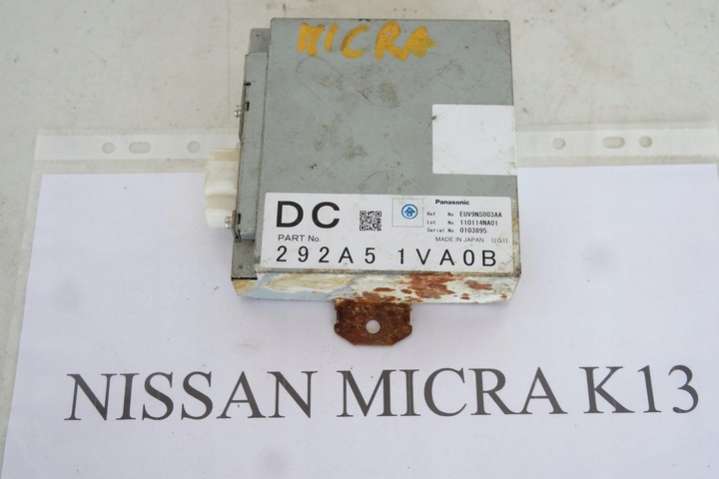 MICRA
DC
Panasonic
Ref No EUV9NS003AA
Lot No 110114NA01
Serial No 0103895
PART No.
MADE IN JAPAN
292A5 1VA0B
NISSAN MICRA K13